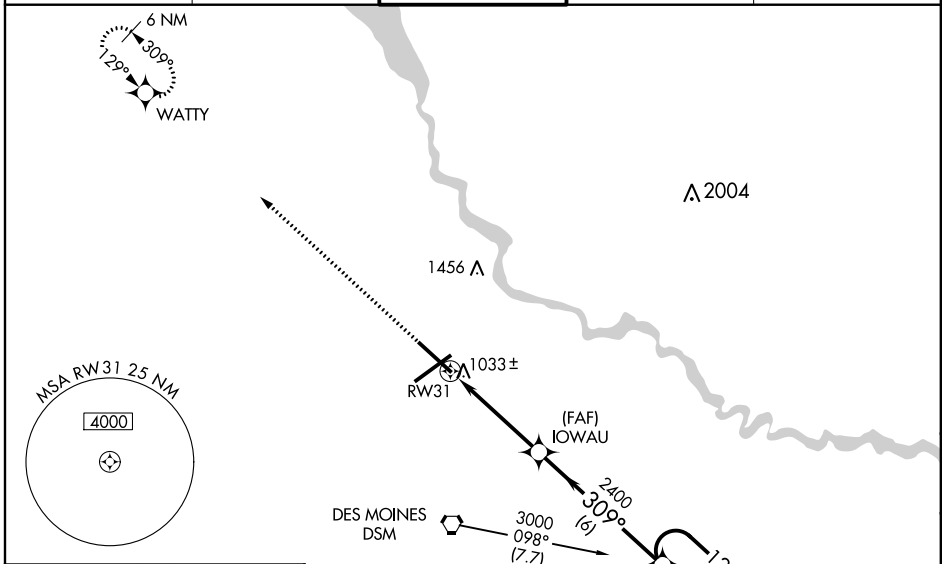 6 NM
309°
129°
WATTY
2004
1456
1033±
RW31
MSA RW31 25 NM
4000
(FAF)
IOWAU
2400
309°
(6)
DES MOINES
DSM
3000
098°
(7.7)